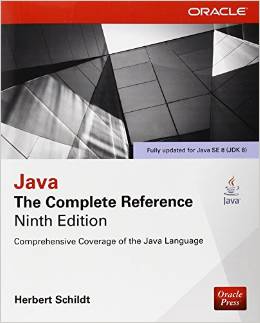 ORACLE
Fully updated for Java SE 8 (JDK 8)
Java
The Complete Reference
Ninth Edition
Comprehensive Coverage of the Java Language
Java
Herbert Schildt
Oracle
Press